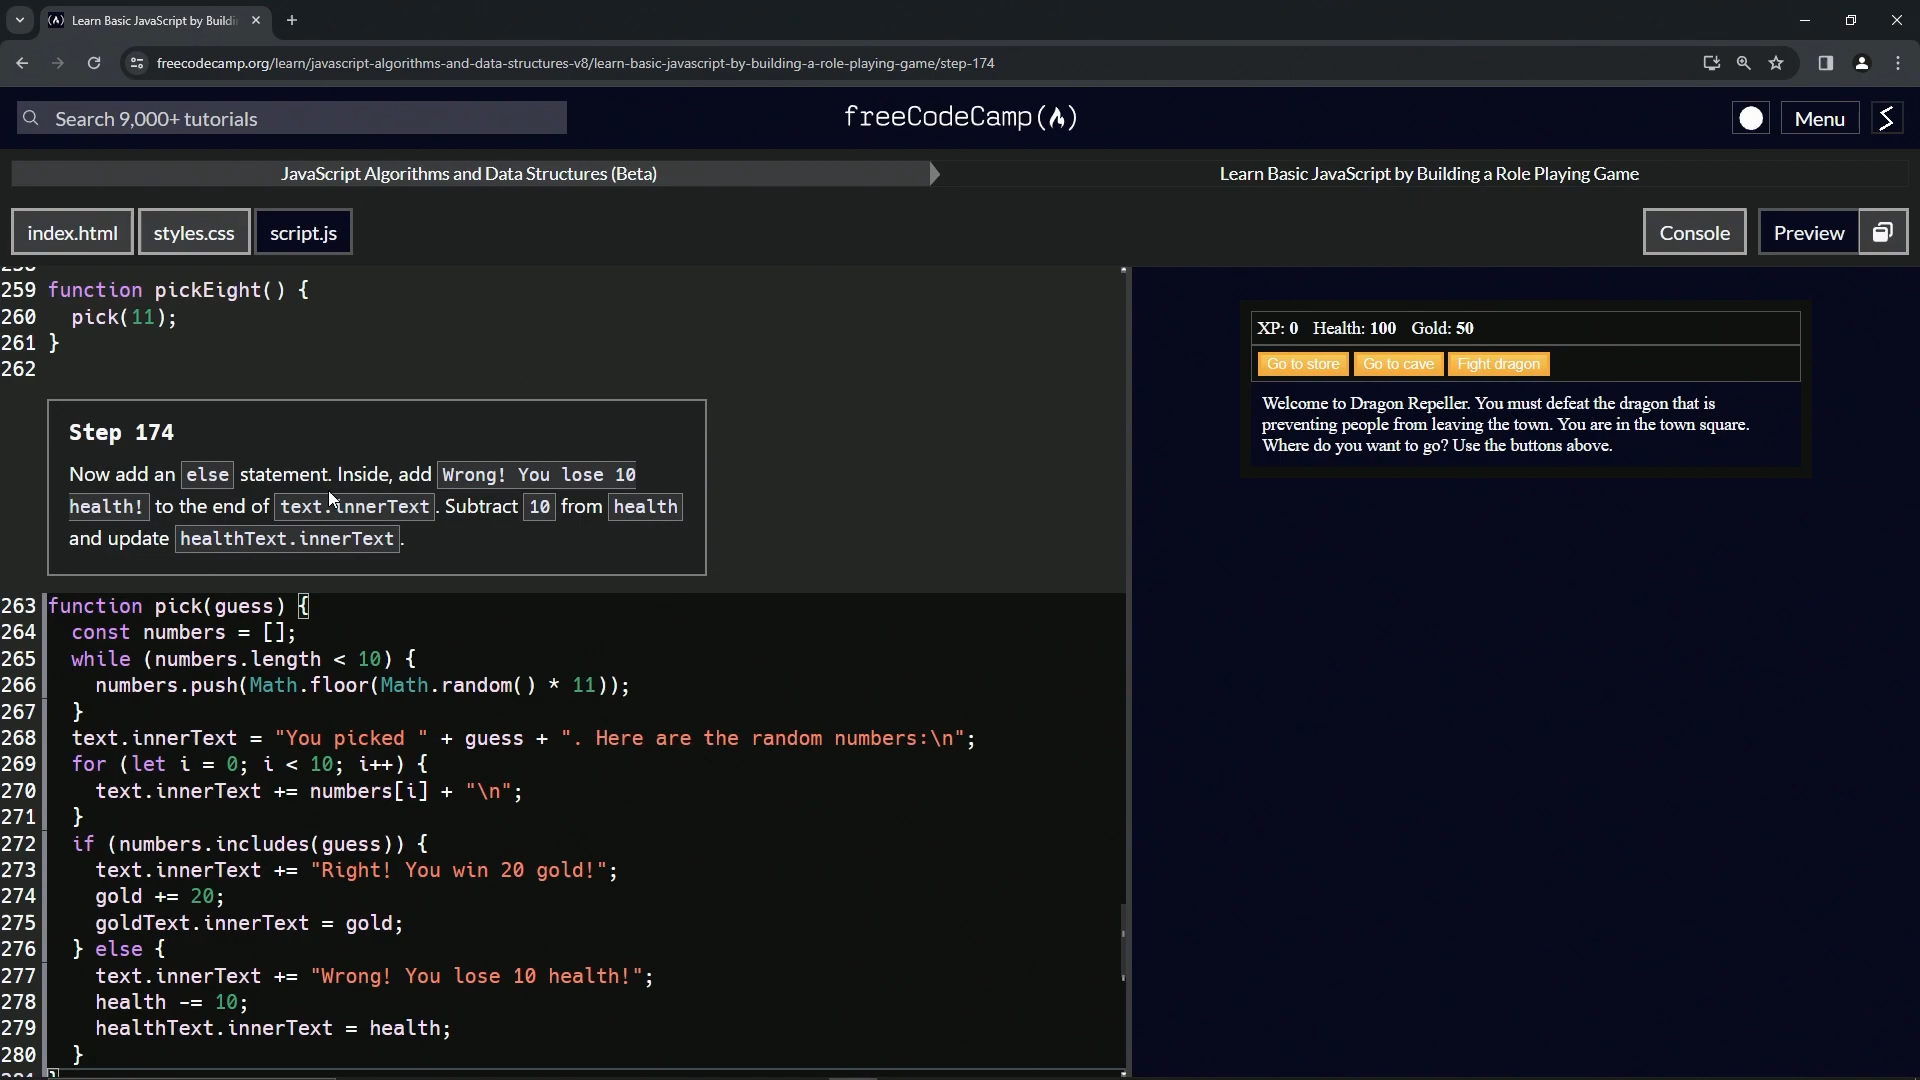 Learn Basic JavaScript by Buildi
freecodecamp.org/learn/javascript-algorithms-and-data-structures-v8/learn-basic-javascript-by-building-a-role-playing-game/step-174
Search 9,000+ tutorials
freeCodeCamp
Menu
JavaScript Algorithms and Data Structures (Beta)
Learn Basic JavaScript by Building a Role Playing Game
index.html
styles.css
script.js
Console
Preview
259 function pickEight() {
260   pick(11);
261 }
262
Step 174
Now add an else statement. Inside, add Wrong! You lose 10
health! to the end of text.innerText. Subtract 10 from health
and update healthText.innerText.
263 function pick(guess) {
264   const numbers = [];
265   while (numbers.length < 10) {
266     numbers.push(Math.floor(Math.random() * 11));
267   }
268   text.innerText = "You picked " + guess + ". Here are the random numbers:\n";
269   for (let i = 0; i < 10; i++) {
270     text.innerText += numbers[i] + "\n";
271   }
272   if (numbers.includes(guess)) {
273     text.innerText += "Right! You win 20 gold!";
274     gold += 20;
275     goldText.innerText = gold;
276   } else {
277     text.innerText += "Wrong! You lose 10 health!";
278     health -= 10;
279     healthText.innerText = health;
280   }
XP: 0 Health: 100 Gold: 50
Go to store
Go to cave
Fight dragon
Welcome to Dragon Repeller. You must defeat the dragon that is
preventing people from leaving the town. You are in the town square.
Where do you want to go? Use the buttons above.